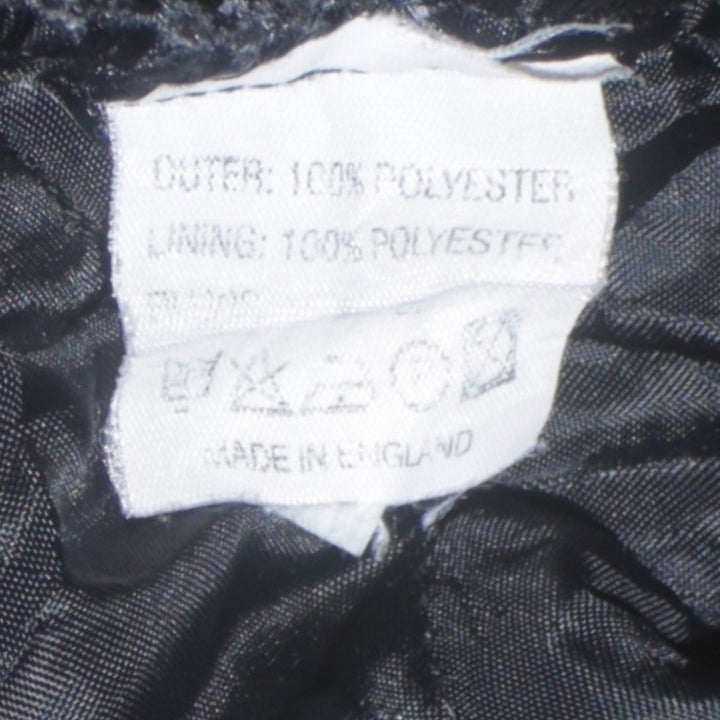 OUTER: 100% POLYESTER
LINING: 100% POLYESTER
MADE IN ENGLAND